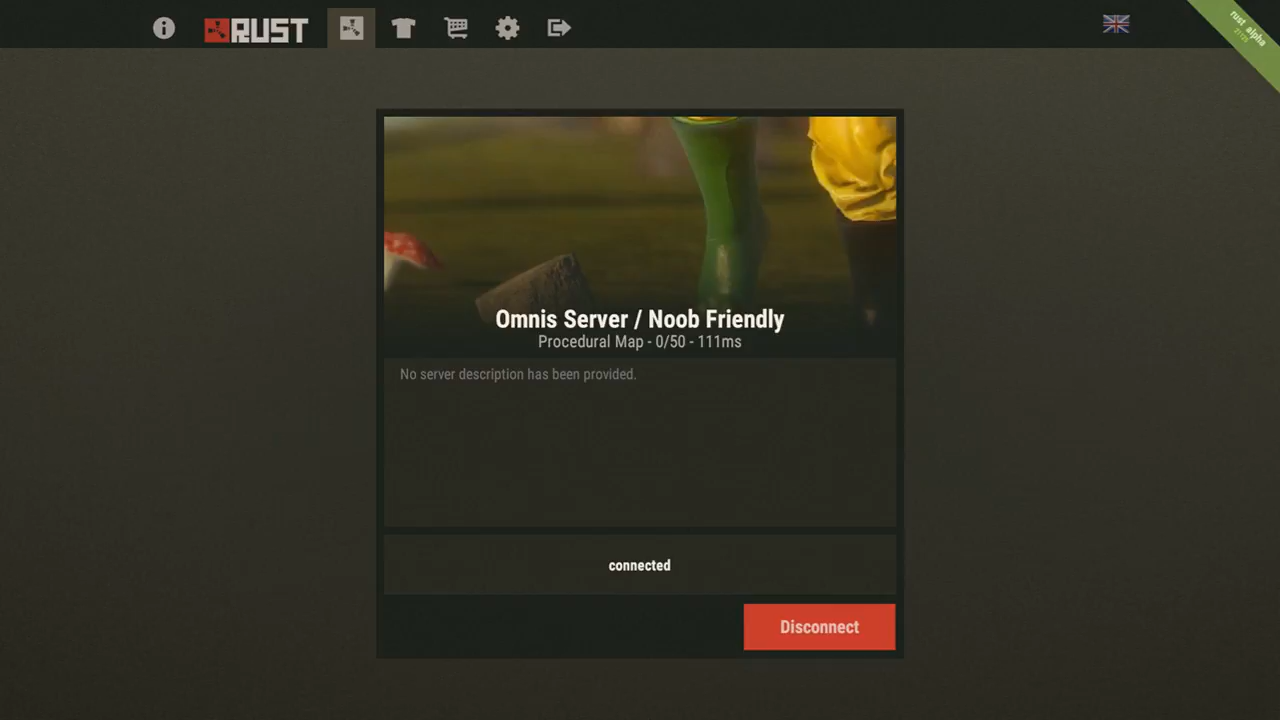 RUST
rust alpha
Omnis Server / Noob Friendly
Procedural Map - 0/50 - 111ms
No server description has been provided.
connected
Disconnect